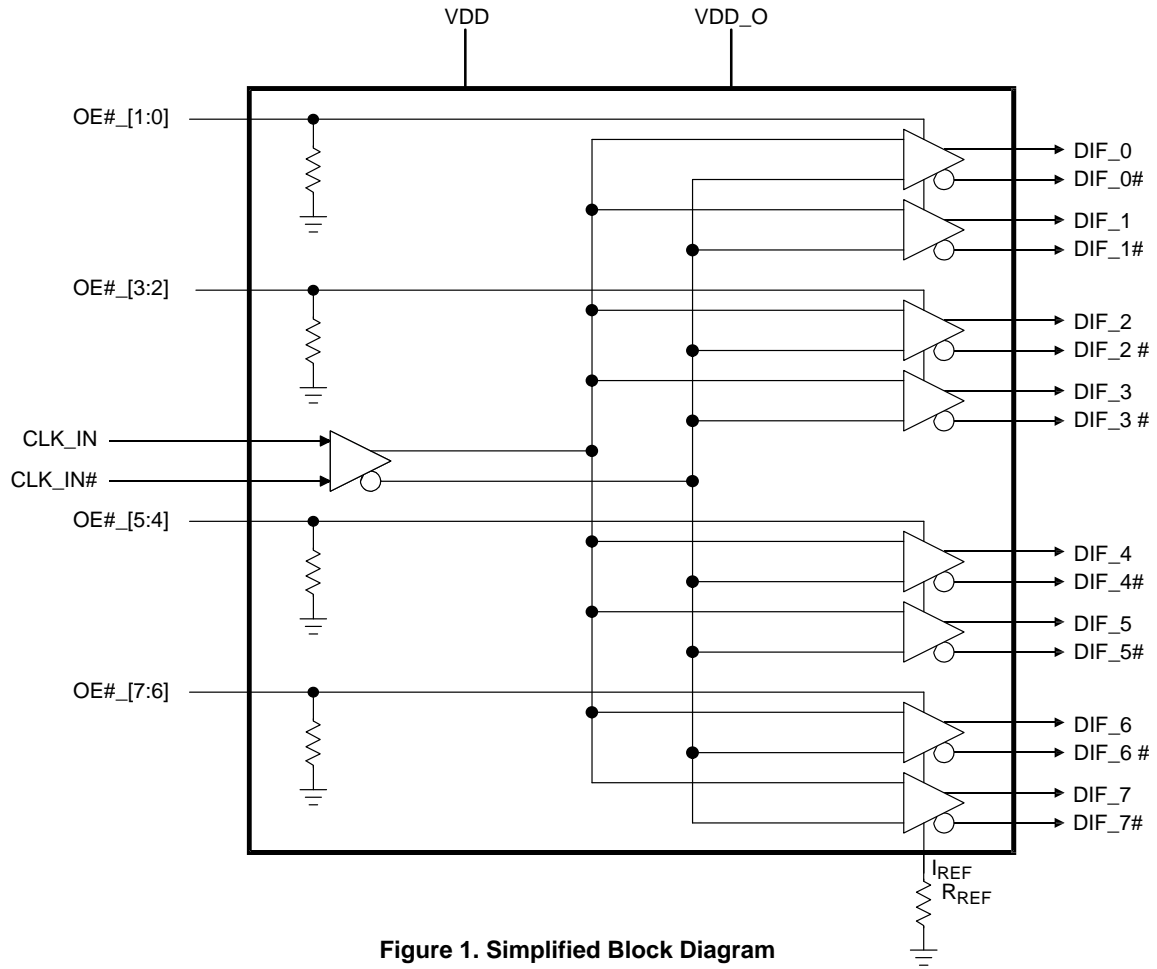 VDD
VDD_O
OE#_[1:0]
DIF_0
DIF_0#
DIF_1
DIF_1#
OE#_[3:2]
DIF_2
DIF_2 #
DIF_3
DIF_3 #
CLK_IN
CLK_IN#
OE#_[5:4]
DIF_4
DIF_4#
DIF_5
DIF_5#
OE#_[7:6]
DIF_6
DIF_6 #
DIF_7
DIF_7#
IREF
RREF
Figure 1. Simplified Block Diagram